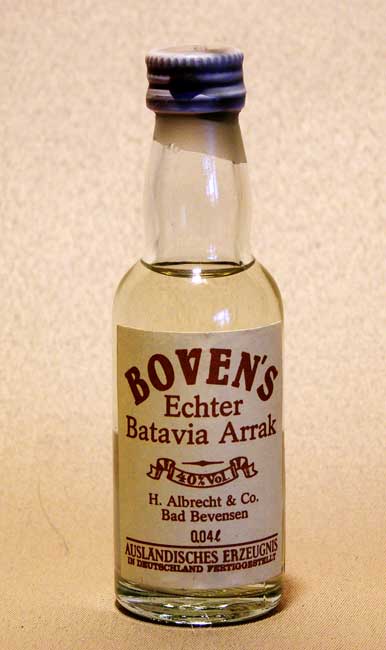 BOVEN'S
Echter
Batavia Arrak
40% Vol
H. Albrecht & Co.
Bad Bevensen
0,04 ℓ
AUSLÄNDISCHES ERZEUGNIS
IN DEUTSCHLAND FERTIGGESTELLT